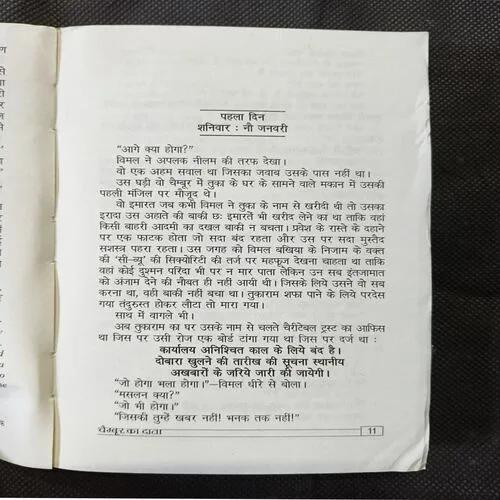 पहला दिन
शनिवार : नौ जनवरी
"आगे क्या होगा?"
विमल ने अपलक नीलम की तरफ देखा।
वो एक अहम सवाल था जिसका जवाब उसके पास नहीं था।
उस घड़ी वो चैम्बूर में तुका के घर के सामने वाले मकान में उसकी
पहली मंजिल पर मौजूद थे।
वो इमारत जब कभी विमल ने तुका के नाम से खरीदी थी तो उसका
इरादा उस अहाते की बाकी छः इमारतें भी खरीद लेने का था ताकि वहां
किसी बाहरी आदमी का दखल बाकी न बचता। प्रवेश के रास्ते के दहाने
पर एक फाटक होता जो सदा बंद रहता और उस पर सदा मुस्तैद
सशस्त्र पहरा रहता। उस जगह को विमल बखिया के निजाम के वक्त
की 'सी-व्यू' की सिक्योरिटी की तर्ज पर महफूज देखना चाहता था ताकि
वहां कोई दुश्मन परिंदा भी पर न मार पाता लेकिन उन सब इंतजामात
को अंजाम देने की नौबत ही नहीं आयी थी। जिसके लिये उसने वो सब
करना था, वही बाकी नहीं बचा था। तुकाराम शफा पाने के लिये परदेस
गया तंदुरुस्त होकर लौटा तो मारा गया।
साथ में वागले भी।
अब तुकाराम का घर उसके नाम से चलते चैरीटेबल ट्रस्ट का आफिस
था जिस पर उसी रोज एक बोर्ड टांगा गया था जिस पर दर्ज था :
कार्यालय अनिश्चित काल के लिये बंद है।
दोबारा खुलने की तारीख की सूचना स्थानीय
अखबारों के जरिये जारी की जायेगी।
"जो होगा भला होगा।"—विमल धीरे से बोला।
"मसलन क्या?"
"जो भी होगा।"
"जिसकी तुम्हें खबर नहीं! भनक तक नहीं!"
चैम्बूर का दाता
11